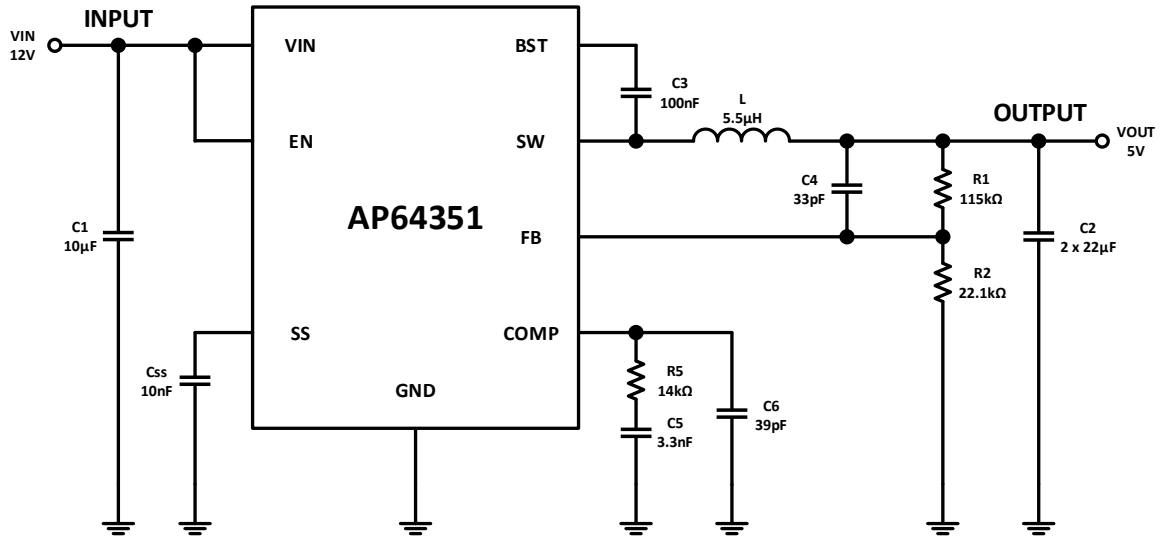 INPUT
VIN
12V
VIN
BST
C3
100nF
L
5.5µH
OUTPUT
VOUT
5V
EN
SW
C4
33pF
R1
115kΩ
AP64351
C1
10µF
FB
C2
2 x 22µF
R2
22.1kΩ
SS
COMP
Css
10nF
GND
R5
14kΩ
C6
39pF
C5
3.3nF